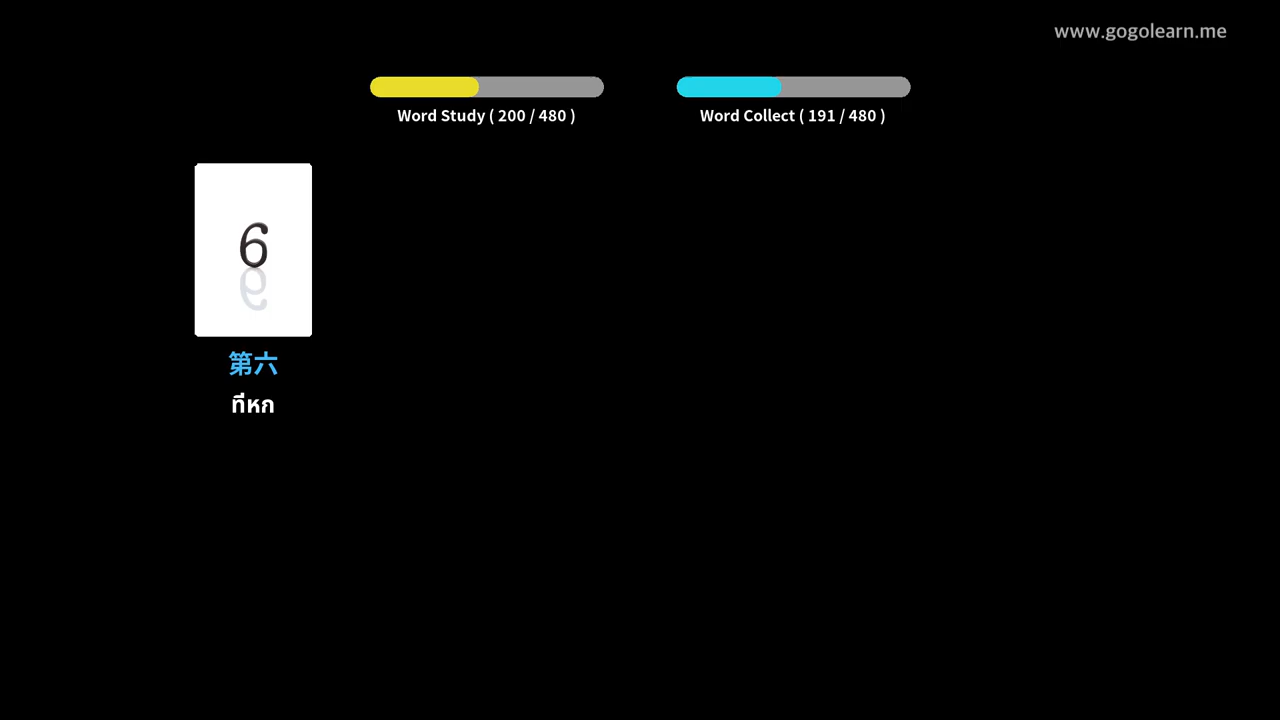 www.gogolearn.me
Word Study ( 200 / 480 )
Word Collect ( 191 / 480 )
6
第六
ที่หก